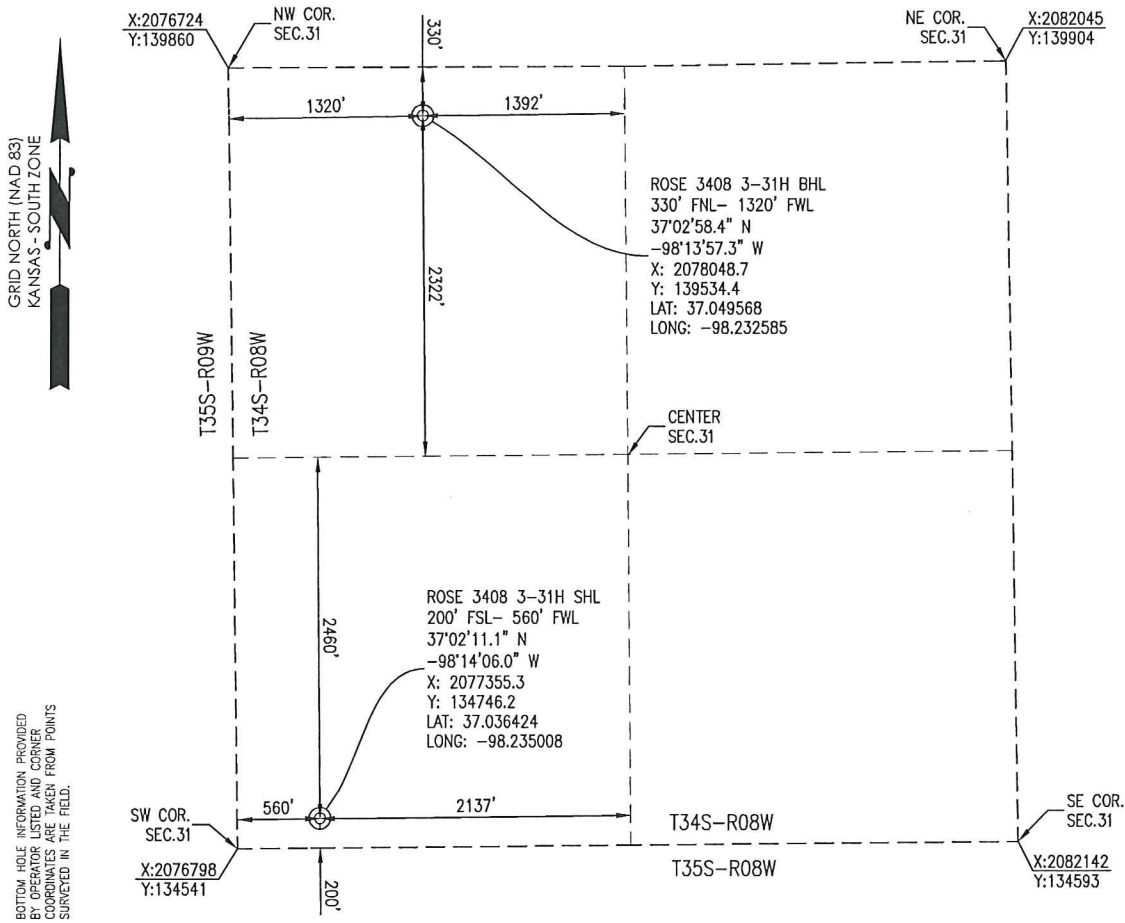 X:2076724
Y:139860
NW COR.
SEC.31
330'
NE COR.
SEC.31
X:2082045
Y:139904
1320'
1392'
GRID NORTH (NAD 83)
KANSAS - SOUTH ZONE
N
ROSE 3408 3-31H BHL
330' FNL- 1320' FWL
37°02'58.4" N
-98°13'57.3" W
X: 2078048.7
Y: 139534.4
LAT: 37.049568
LONG: -98.232585
2322'
T35S-R09W
T34S-R08W
CENTER
SEC.31
2460'
ROSE 3408 3-31H SHL
200' FSL- 560' FWL
37°02'11.1" N
-98°14'06.0" W
X: 2077355.3
Y: 134746.2
LAT: 37.036424
LONG: -98.235008
BOTTOM HOLE INFORMATION PROVIDED
BY OPERATOR LISTED AND CORNER
COORDINATES ARE TAKEN FROM POINTS
SURVEYED IN THE FIELD.
SW COR.
SEC.31
560'
2137'
T34S-R08W
SE COR.
SEC.31
X:2076798
Y:134541
200'
T35S-R08W
X:2082142
Y:134593